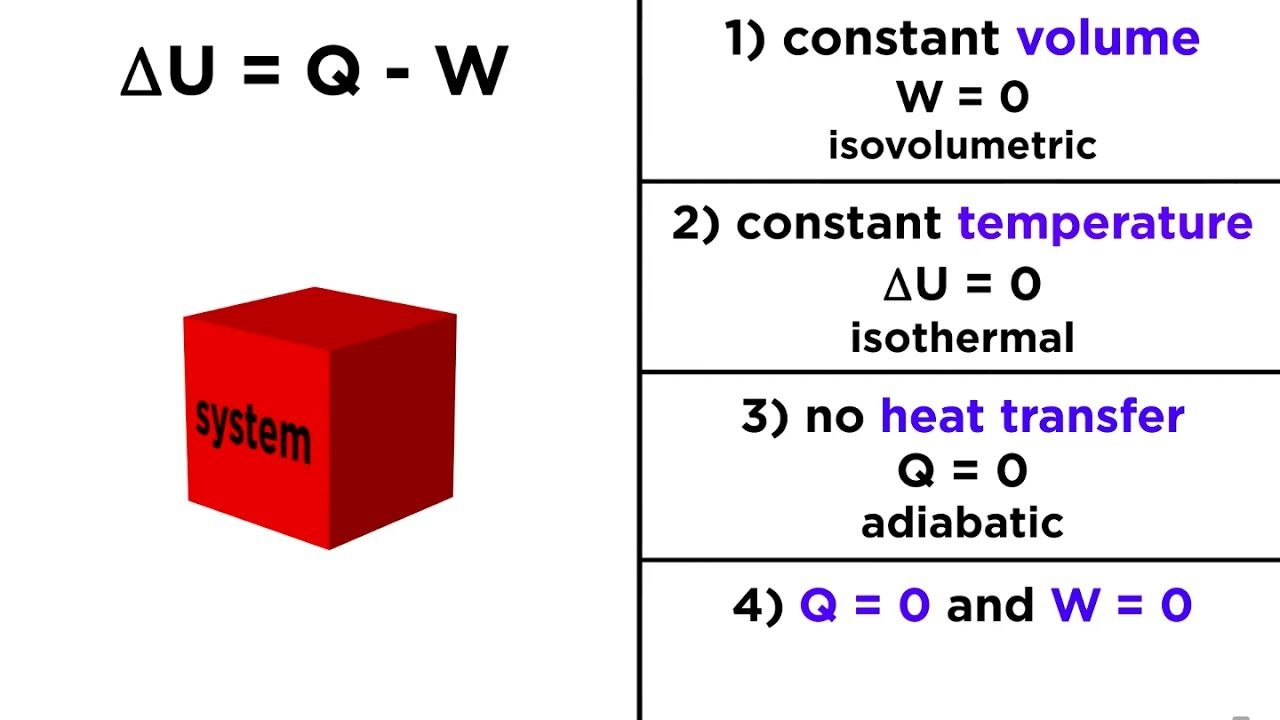 ΔU = Q - W
system
1) constant volume
W = 0
isovolumetric
2) constant temperature
ΔU = 0
isothermal
3) no heat transfer
Q = 0
adiabatic
4) Q = 0 and W = 0